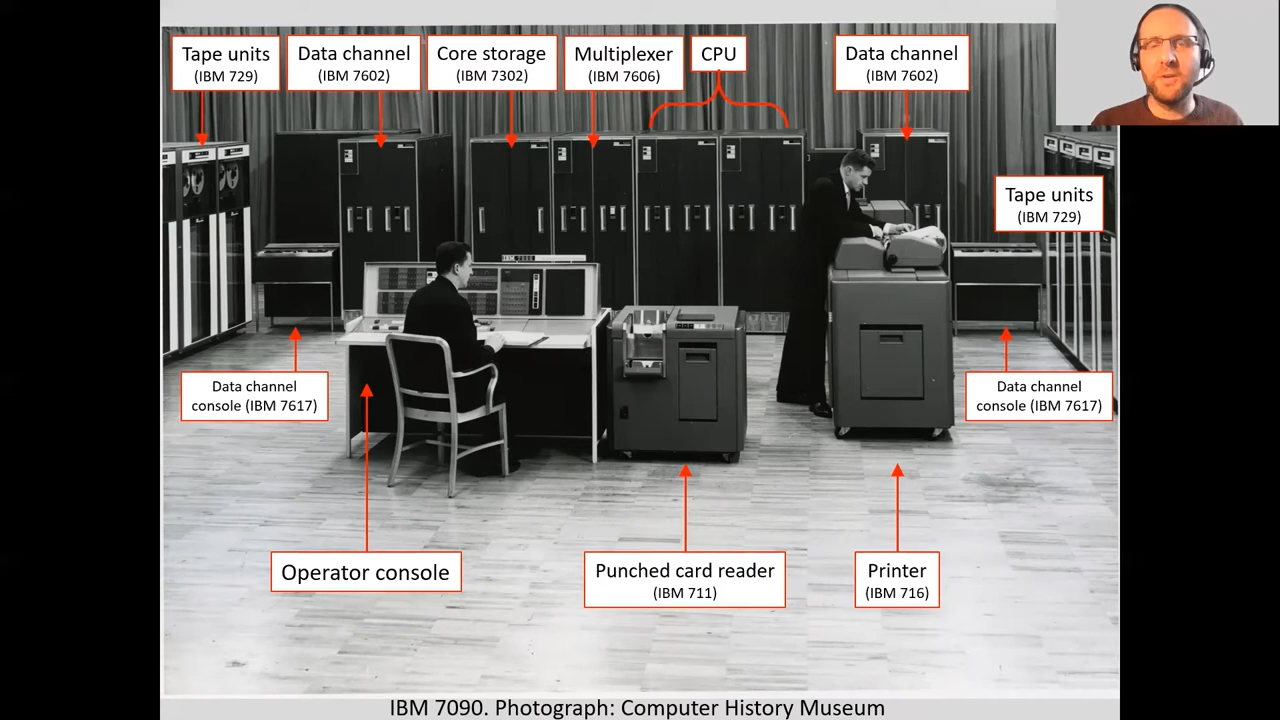 Tape units
(IBM 729)
Data channel
(IBM 7602)
Core storage
(IBM 7302)
Multiplexer
(IBM 7606)
CPU
Data channel
(IBM 7602)
Tape units
(IBM 729)
Data channel
console (IBM 7617)
Data channel
console (IBM 7617)
Operator console
Punched card reader
(IBM 711)
Printer
(IBM 716)
IBM 7090. Photograph: Computer History Museum